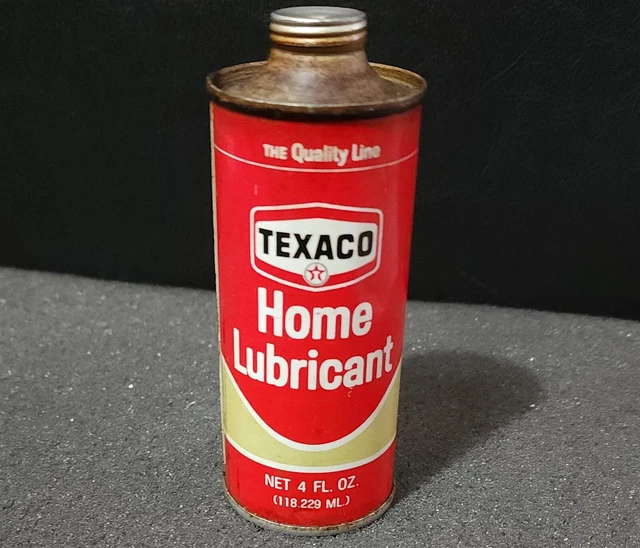 THE Quality Line
TEXACO
T
Home
Lubricant
NET 4 FL. OZ.
(118.229 ML.)